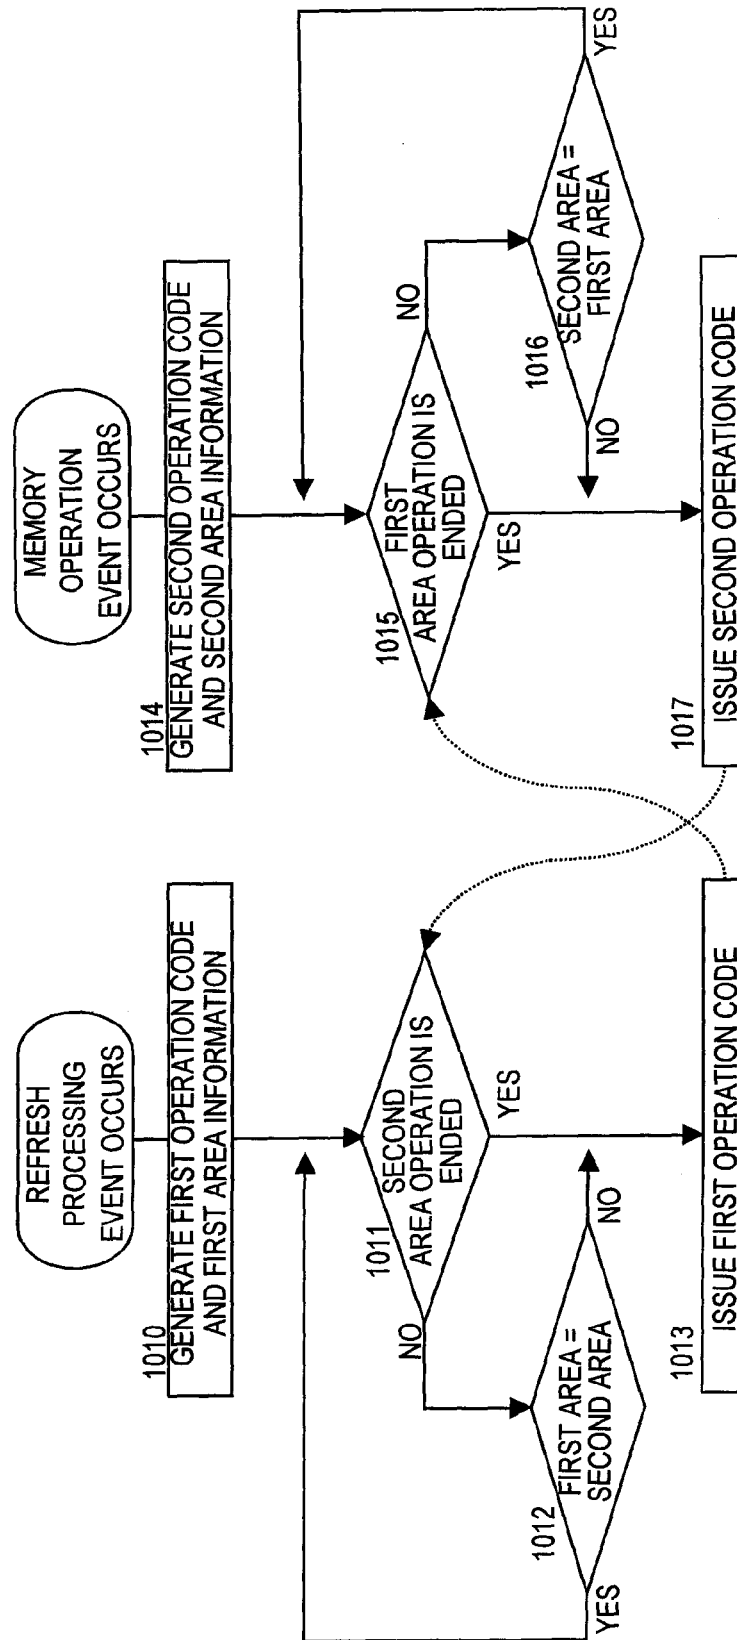 REFRESH
PROCESSING
EVENT OCCURS
1010
GENERATE FIRST OPERATION CODE
AND FIRST AREA INFORMATION
1011
SECOND
AREA OPERATION IS
ENDED
NO
YES
1012
FIRST AREA =
SECOND AREA
YES
NO
1013
ISSUE FIRST OPERATION CODE
MEMORY
OPERATION
EVENT OCCURS
1014
GENERATE SECOND OPERATION CODE
AND SECOND AREA INFORMATION
1015
FIRST
AREA OPERATION IS
ENDED
NO
YES
1016
SECOND AREA =
FIRST AREA
YES
NO
1017
ISSUE SECOND OPERATION CODE